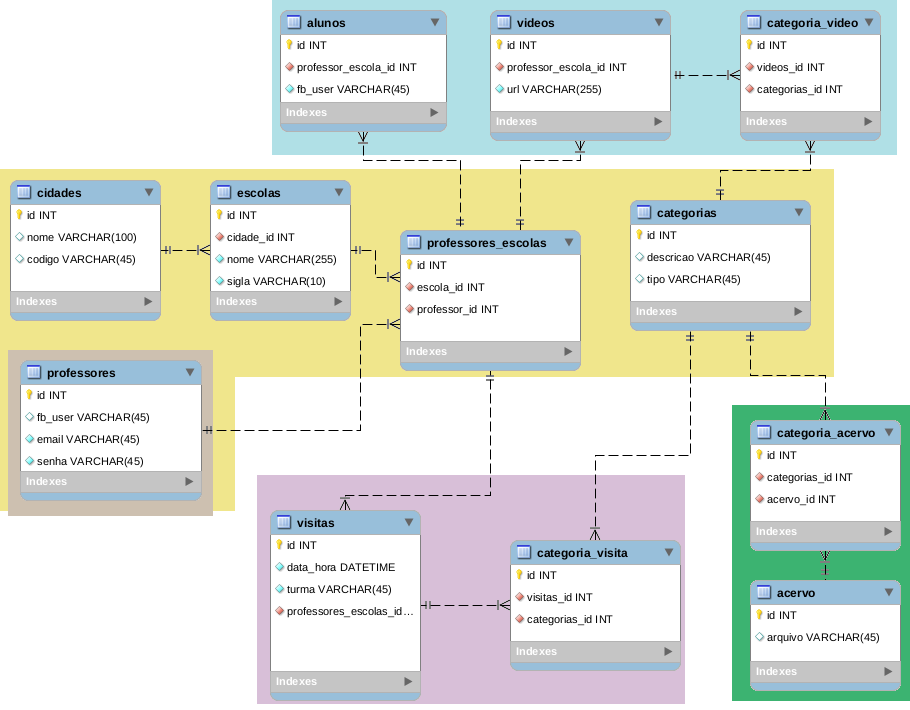 alunos
id INT
professor_escola_id INT
fb_user VARCHAR(45)
Indexes
videos
id INT
professor_escola_id INT
url VARCHAR(255)
Indexes
categoria_video
id INT
videos_id INT
categorias_id INT
Indexes
cidades
id INT
nome VARCHAR(100)
codigo VARCHAR(45)
Indexes
escolas
id INT
cidade_id INT
nome VARCHAR(255)
sigla VARCHAR(10)
Indexes
professores_escolas
id INT
escola_id INT
professor_id INT
Indexes
categorias
id INT
descricao VARCHAR(45)
tipo VARCHAR(45)
Indexes
professores
id INT
fb_user VARCHAR(45)
email VARCHAR(45)
senha VARCHAR(45)
Indexes
visitas
id INT
data_hora DATETIME
turma VARCHAR(45)
professores_escolas_id...
Indexes
categoria_visita
id INT
visitas_id INT
categorias_id INT
Indexes
categoria_acervo
id INT
categorias_id INT
acervo_id INT
Indexes
acervo
id INT
arquivo VARCHAR(45)
Indexes